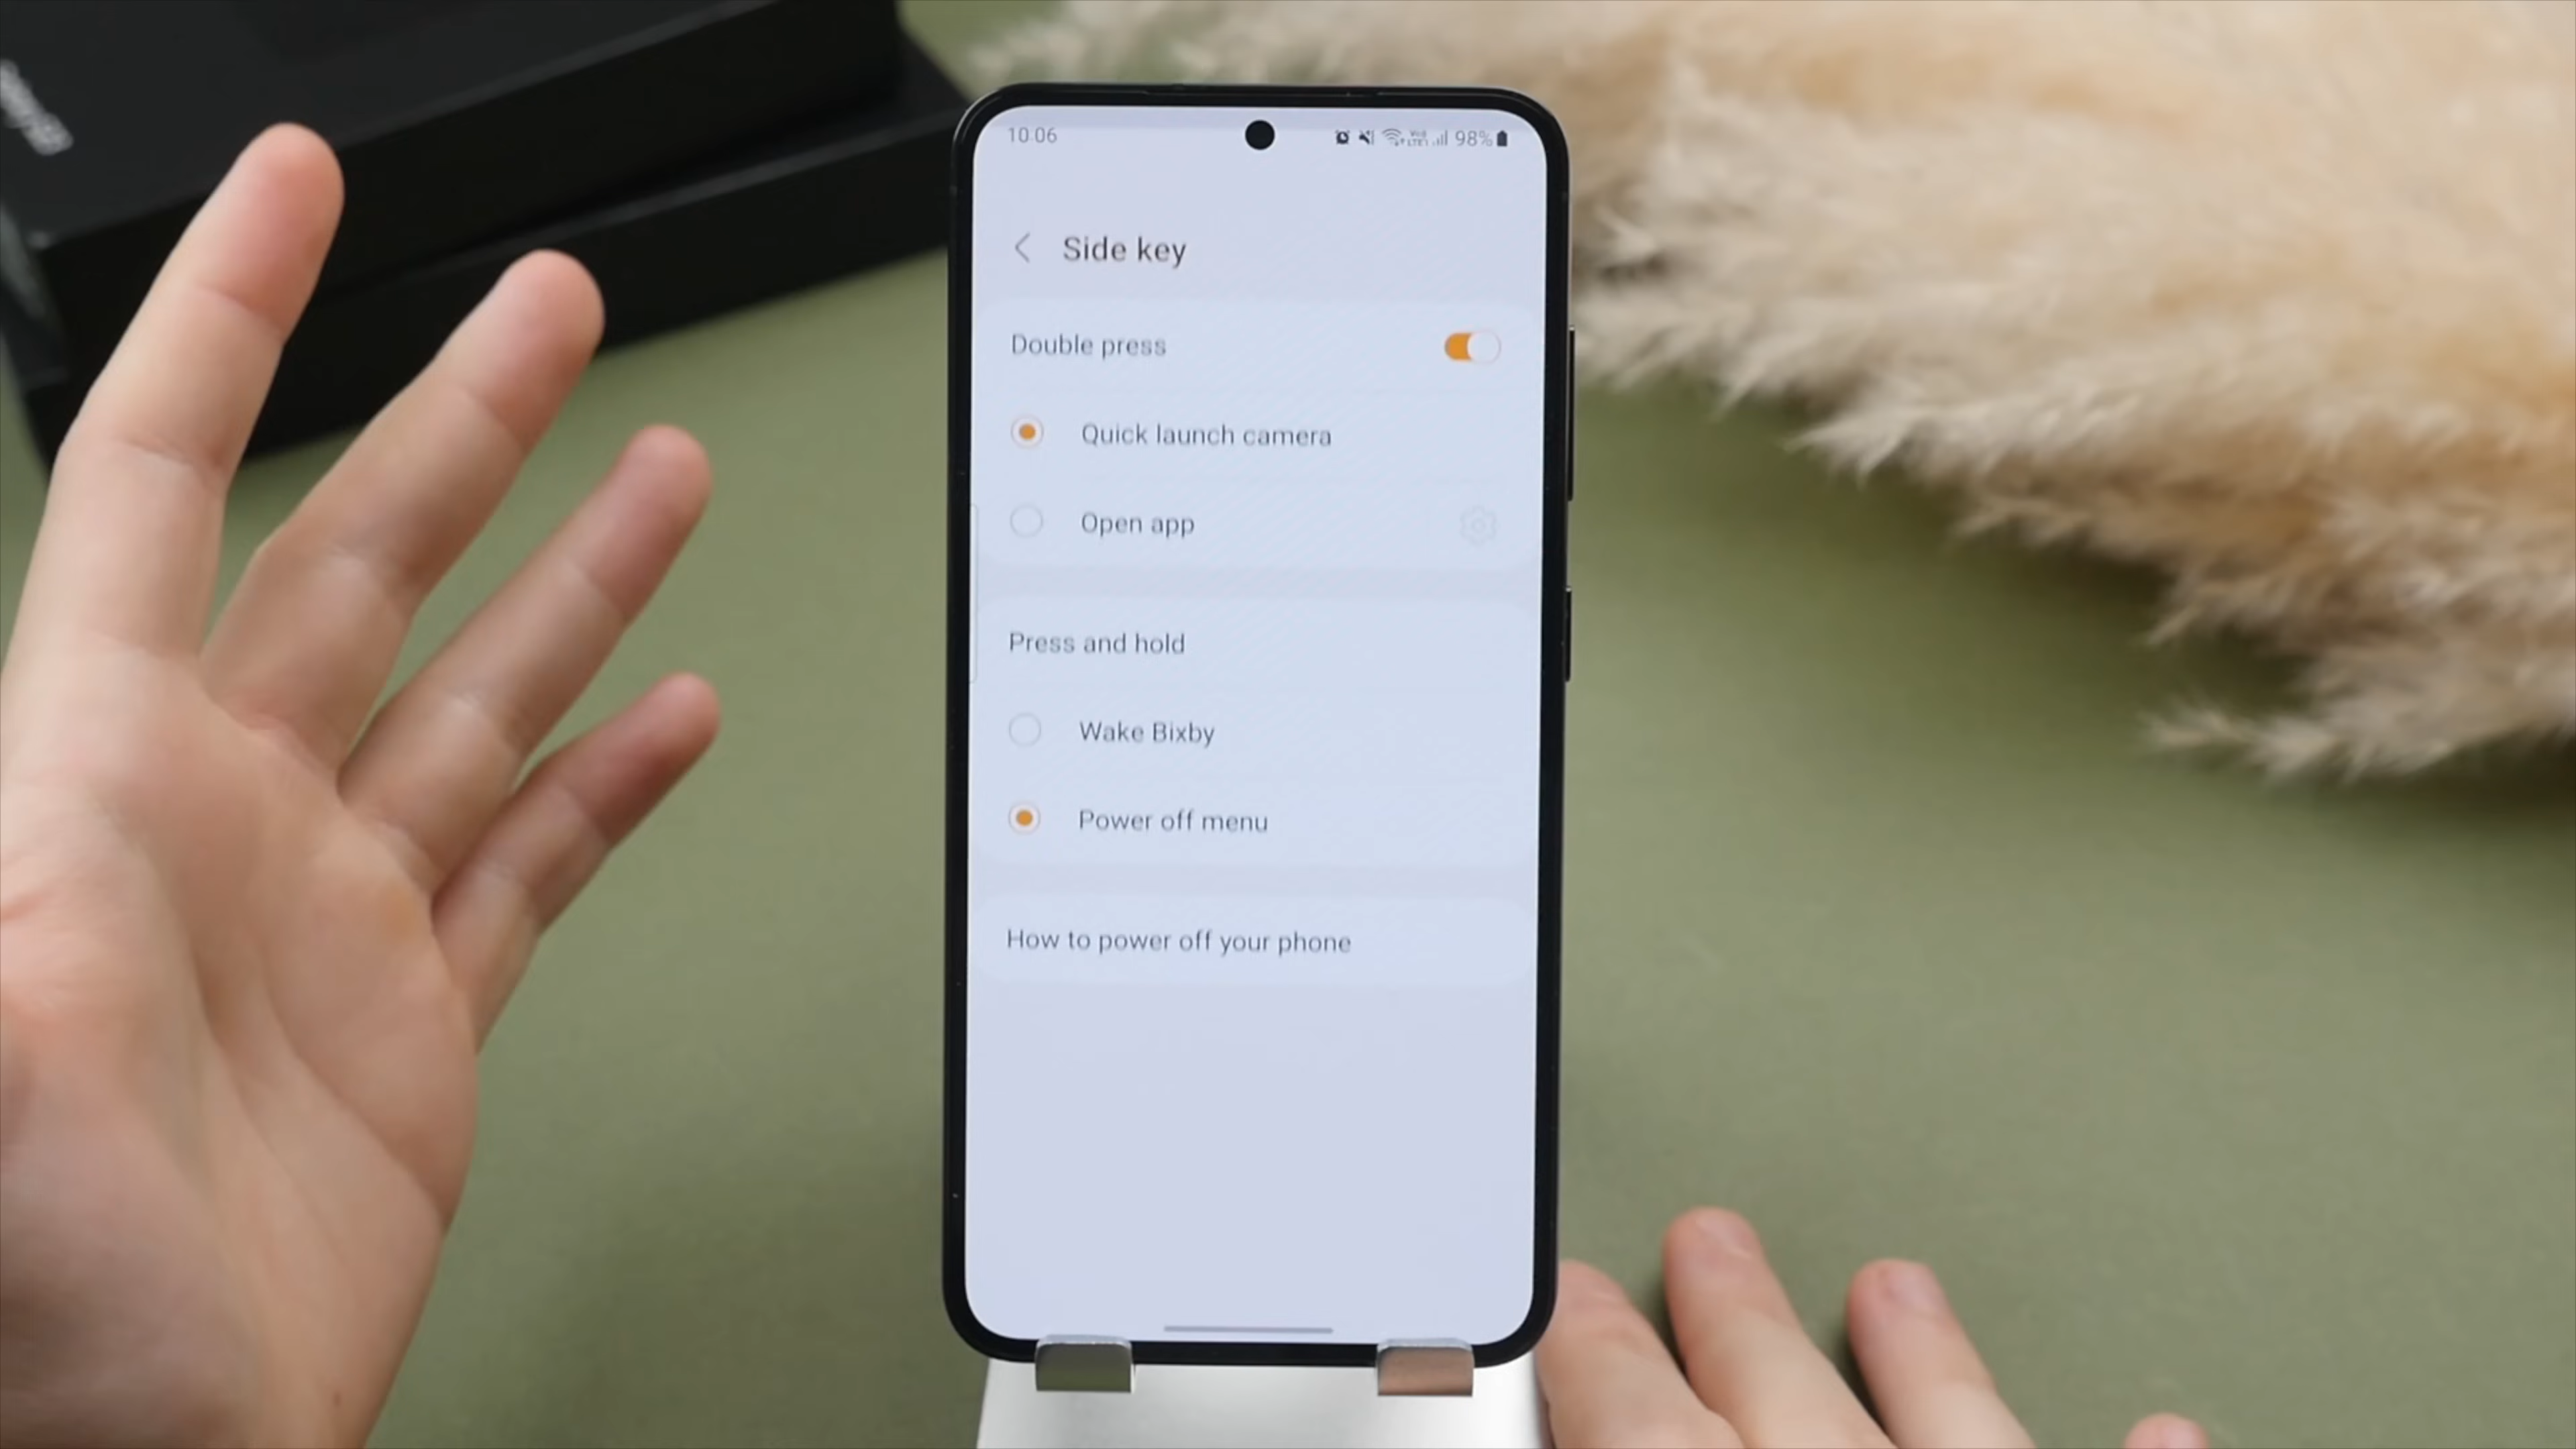 10:06
98%
Side key
Double press
Quick launch camera
Open app
Press and hold
Wake Bixby
Power off menu
How to power off your phone